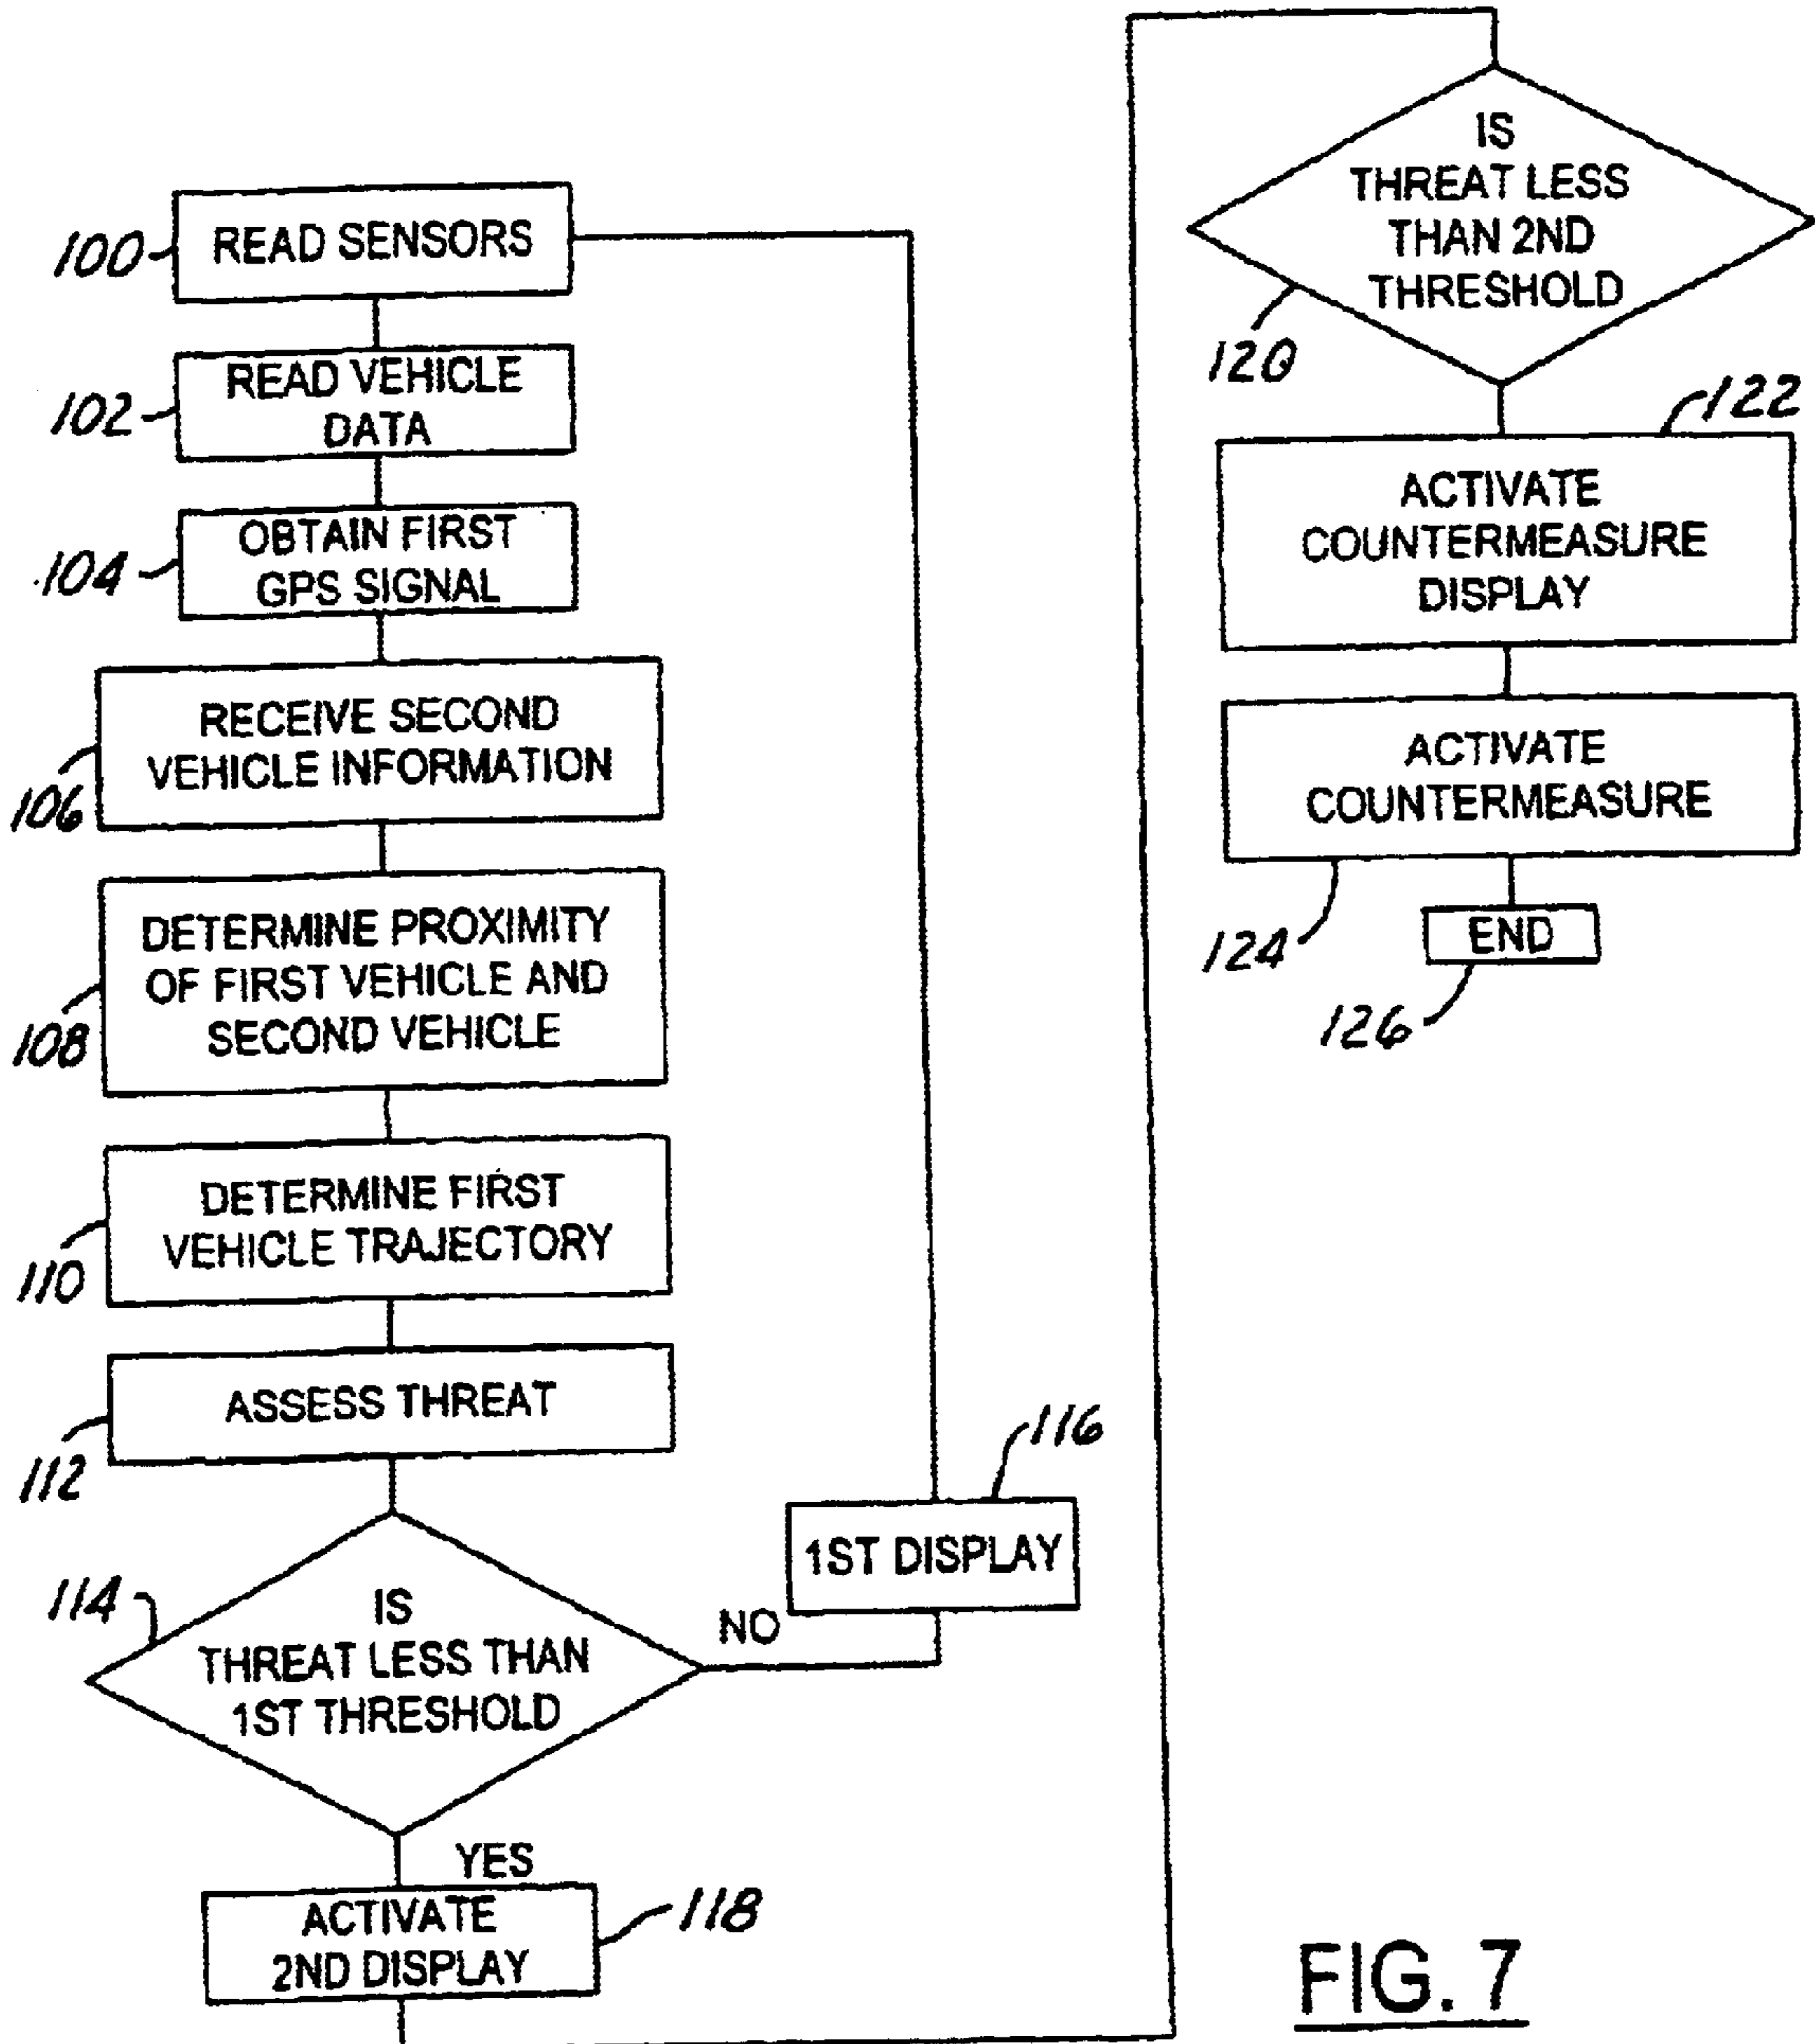 100
READ SENSORS
102
READ VEHICLE
DATA
104
OBTAIN FIRST
GPS SIGNAL
106
RECEIVE SECOND
VEHICLE INFORMATION
108
DETERMINE PROXIMITY
OF FIRST VEHICLE AND
SECOND VEHICLE
110
DETERMINE FIRST
VEHICLE TRAJECTORY
112
ASSESS THREAT
114
IS
THREAT LESS THAN
1ST THRESHOLD
NO
116
1ST DISPLAY
YES
ACTIVATE
2ND DISPLAY
118
IS
THREAT LESS
THAN 2ND
THRESHOLD
120
122
ACTIVATE
COUNTERMEASURE
DISPLAY
ACTIVATE
COUNTERMEASURE
124
END
126
FIG. 7